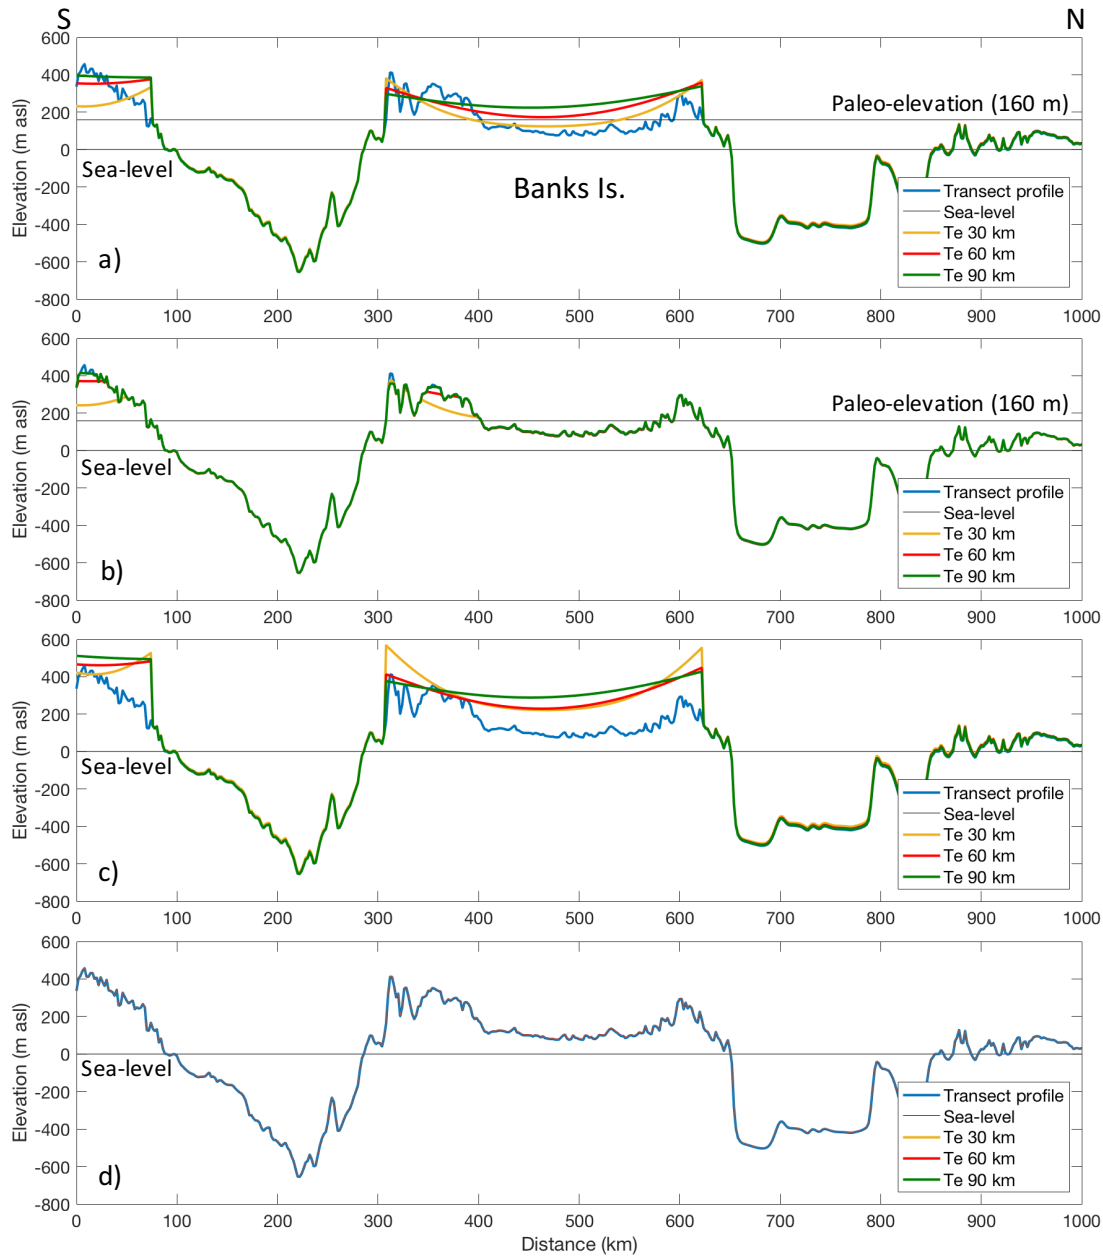 S N
600
400
200
0
-200
-400
-600
-800
Elevation (m asl)
Paleo-elevation (160 m)
Sea-level
Banks Is.
Transect profile
Sea-level
Te 30 km
Te 60 km
Te 90 km
a)
0 100 200 300 400 500 600 700 800 900 1000
600
400
200
0
-200
-400
-600
-800
Elevation (m asl)
Paleo-elevation (160 m)
Sea-level
Transect profile
Sea-level
Te 30 km
Te 60 km
Te 90 km
b)
0 100 200 300 400 500 600 700 800 900 1000
600
400
200
0
-200
-400
-600
-800
Elevation (m asl)
Sea-level
Transect profile
Sea-level
Te 30 km
Te 60 km
Te 90 km
c)
0 100 200 300 400 500 600 700 800 900 1000
600
400
200
0
-200
-400
-600
-800
Elevation (m asl)
Sea-level
Transect profile
Sea-level
Te 30 km
Te 60 km
Te 90 km
d)
0 100 200 300 400 500 600 700 800 900 1000
Distance (km)